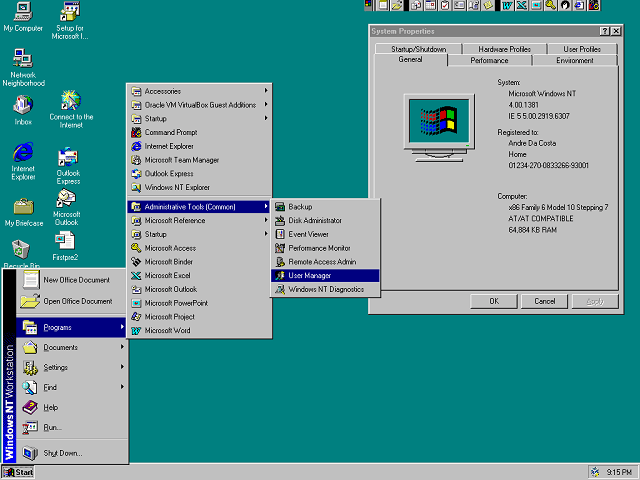 My Computer
Setup for
Microsoft I...
Network
Neighborhood
Inbox
Connect to the
Internet
Internet
Explorer
Outlook
Express
My Briefcase
Microsoft
Outlook
Recycle Bin
Firstpre2
New Office Document
Open Office Document
Programs
Documents
Settings
Find
Help
Run...
Shut Down...
Windows NT Workstation
Accessories
Oracle VM VirtualBox Guest Additions
Startup
Command Prompt
Internet Explorer
Microsoft Team Manager
Outlook Express
Windows NT Explorer
Administrative Tools (Common)
Microsoft Reference
Startup
Microsoft Access
Microsoft Binder
Microsoft Excel
Microsoft Outlook
Microsoft PowerPoint
Microsoft Project
Microsoft Word
Backup
Disk Administrator
Event Viewer
Performance Monitor
Remote Access Admin
User Manager
Windows NT Diagnostics
System Properties
Startup/Shutdown
Hardware Profiles
User Profiles
General
Performance
Environment
System:
Microsoft Windows NT
4.00.1381
IE 5 5.00.2919.6307
Registered to:
Andre Da Costa
Home
01234-270-0833266-93001
Computer:
x86 Family 6 Model 10 Stepping 7
AT/AT COMPATIBLE
64,884 KB RAM
OK
Cancel
Apply
Start
9:15 PM